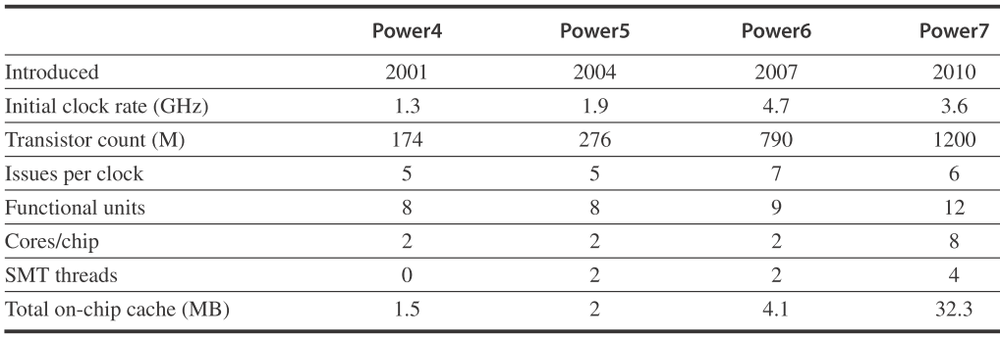 Power4 Power5 Power6 Power7
Introduced 2001 2004 2007 2010
Initial clock rate (GHz) 1.3 1.9 4.7 3.6
Transistor count (M) 174 276 790 1200
Issues per clock 5 5 7 6
Functional units 8 8 9 12
Cores/chip 2 2 2 8
SMT threads 0 2 2 4
Total on-chip cache (MB) 1.5 2 4.1 32.3